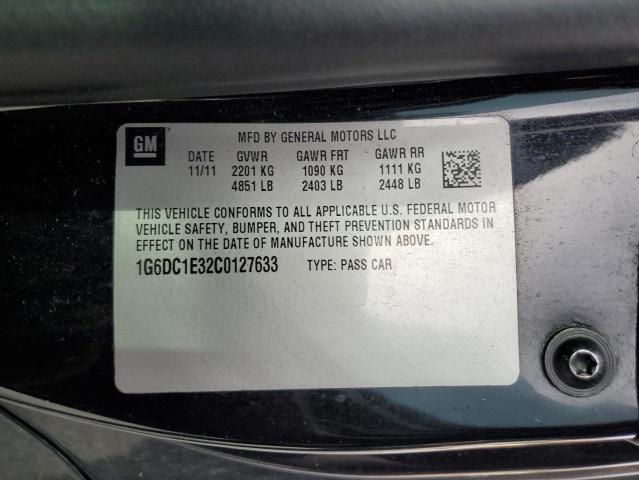 GM
MFD BY GENERAL MOTORS LLC
DATE GVWR GAWR FRT GAWR RR
11/11 2201 KG 1090 KG 1111 KG
4851 LB 2403 LB 2448 LB
THIS VEHICLE CONFORMS TO ALL APPLICABLE U.S. FEDERAL MOTOR
VEHICLE SAFETY, BUMPER, AND THEFT PREVENTION STANDARDS IN
EFFECT ON THE DATE OF MANUFACTURE SHOWN ABOVE.
1G6DC1E32C0127633 TYPE: PASS CAR